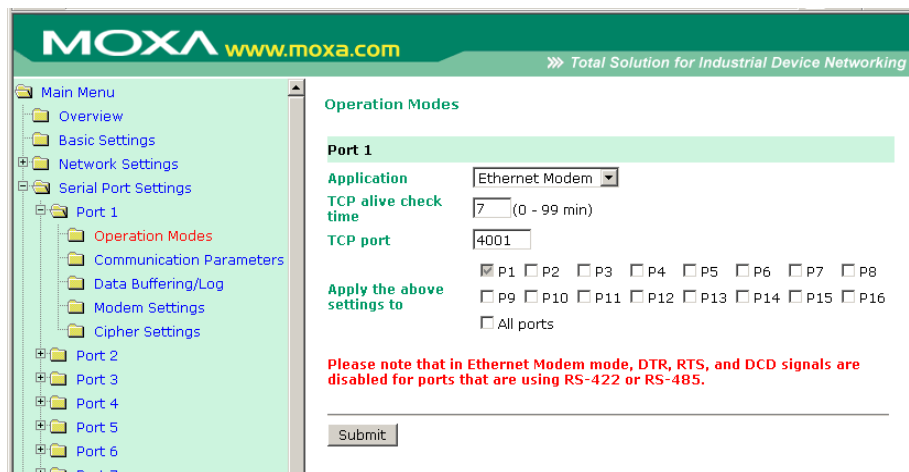 MOXA www.moxa.com
Total Solution for Industrial Device Networking
Main Menu
Overview
Basic Settings
Network Settings
Serial Port Settings
Port 1
Operation Modes
Communication Parameters
Data Buffering/Log
Modem Settings
Cipher Settings
Port 2
Port 3
Port 4
Port 5
Port 6
Operation Modes
Port 1
Application Ethernet Modem
TCP alive check time 7 (0 - 99 min)
TCP port 4001
Apply the above settings to
P1 P2 P3 P4 P5 P6 P7 P8
P9 P10 P11 P12 P13 P14 P15 P16
All ports
Please note that in Ethernet Modem mode, DTR, RTS, and DCD signals are
disabled for ports that are using RS-422 or RS-485.
Submit